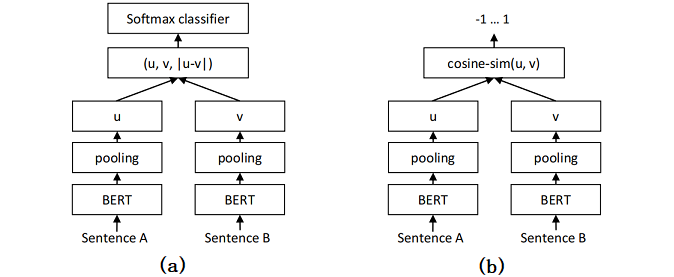 Softmax classifier
(u, v, |u-v|)
u
v
pooling
pooling
BERT
BERT
Sentence A
Sentence B
(a)
-1 ... 1
cosine-sim(u, v)
u
v
pooling
pooling
BERT
BERT
Sentence A
Sentence B
(b)